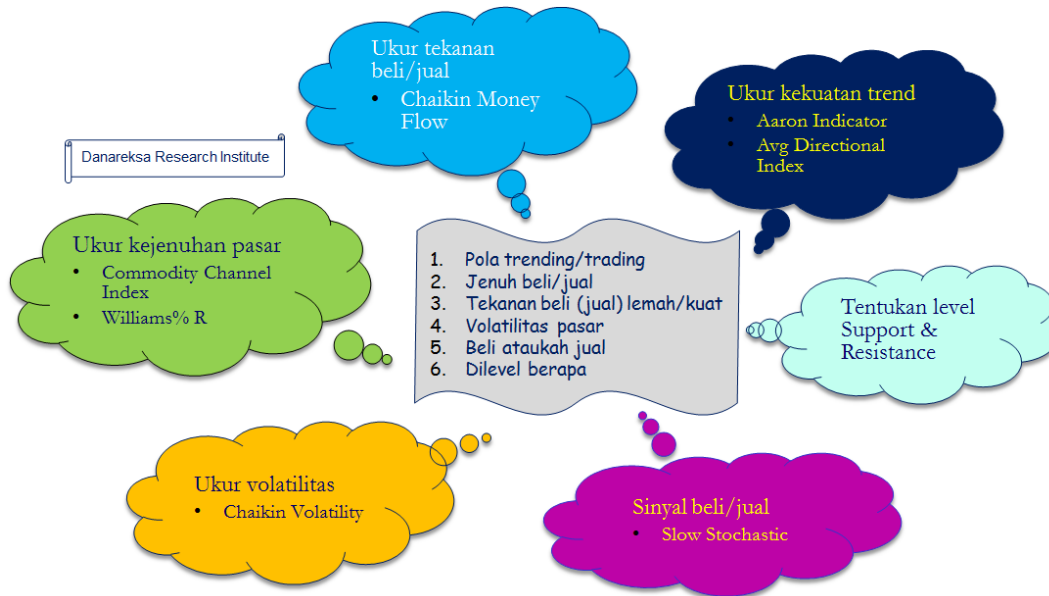 Ukur tekanan
beli/jual
• Chaikin Money
Flow
Ukur kekuatan trend
• Aaron Indicator
• Avg Directional
Index
Danareksa Research Institute
Ukur kejenuhan pasar
• Commodity Channel
Index
• Williams% R
1. Pola trending/trading
2. Jenuh beli/jual
3. Tekanan beli (jual) lemah/kuat
4. Volatilitas pasar
5. Beli ataukah jual
6. Dilevel berapa
Tentukan level
Support &
Resistance
Ukur volatilitas
• Chaikin Volatility
Sinyal beli/jual
• Slow Stochastic